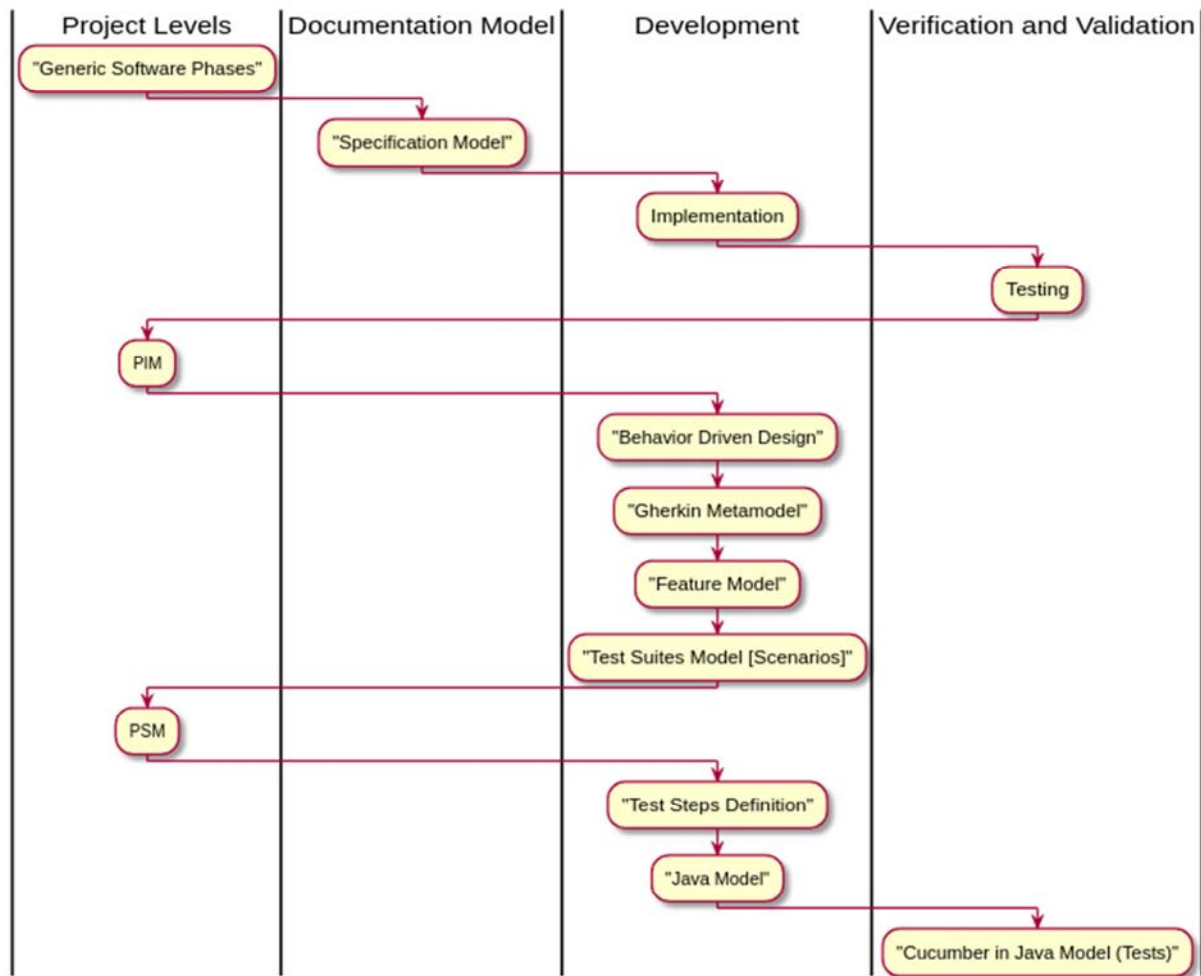 Project Levels
Documentation Model
Development
Verification and Validation
"Generic Software Phases"
"Specification Model"
Implementation
Testing
PIM
"Behavior Driven Design"
"Gherkin Metamodel"
"Feature Model"
"Test Suites Model [Scenarios]"
PSM
"Test Steps Definition"
"Java Model"
"Cucumber in Java Model (Tests)"